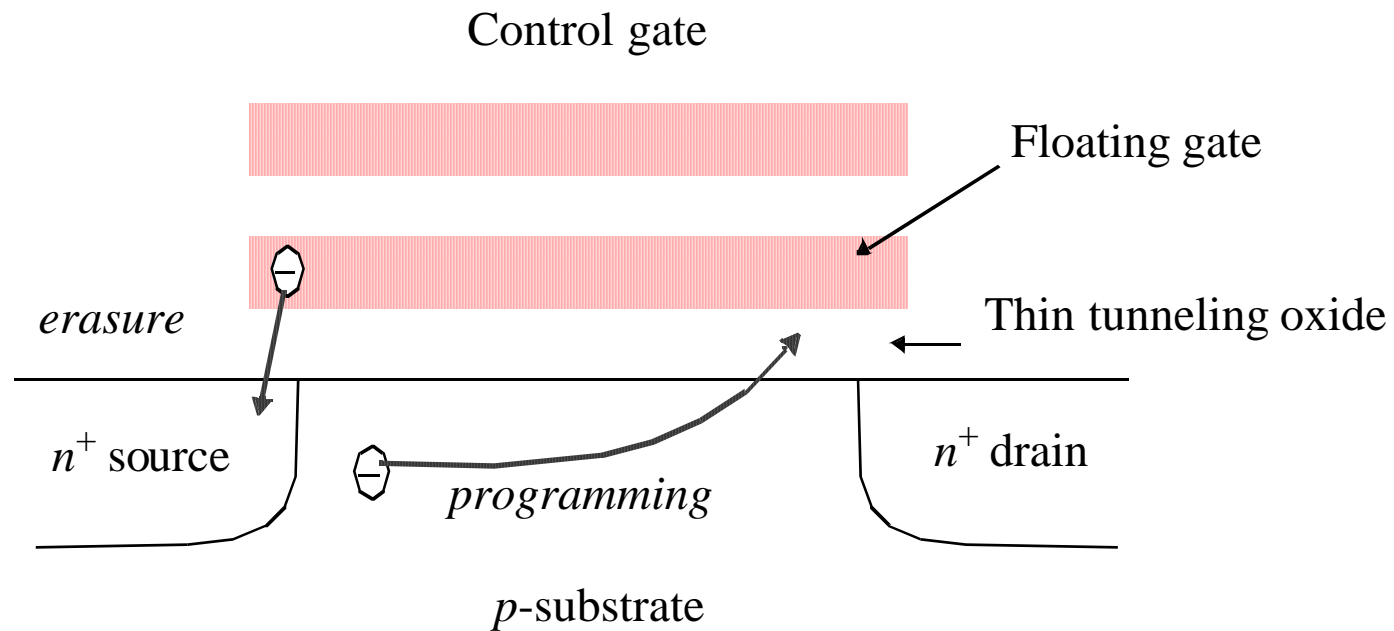 Control gate
Floating gate
erasure
Thin tunneling oxide
n⁺ source
n⁺ drain
programming
p-substrate